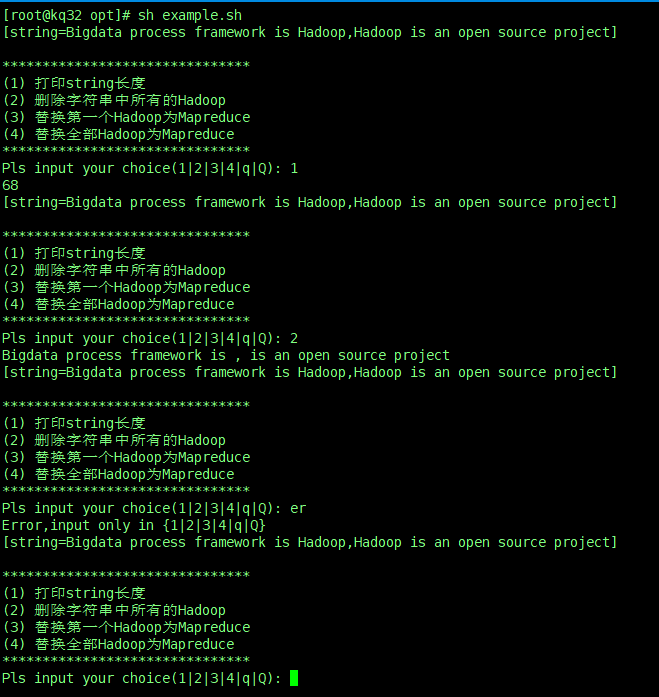 [root@kq32 opt]# sh example.sh
[string=Bigdata process framework is Hadoop,Hadoop is an open source project]
*******************************
(1) 打印string长度
(2) 删除字符串中所有的Hadoop
(3) 替换第一个Hadoop为Mapreduce
(4) 替换全部Hadoop为Mapreduce
*******************************
Pls input your choice(1|2|3|4|q|Q): 1
68
[string=Bigdata process framework is Hadoop,Hadoop is an open source project]
*******************************
(1) 打印string长度
(2) 删除字符串中所有的Hadoop
(3) 替换第一个Hadoop为Mapreduce
(4) 替换全部Hadoop为Mapreduce
*******************************
Pls input your choice(1|2|3|4|q|Q): 2
Bigdata process framework is , is an open source project
[string=Bigdata process framework is Hadoop,Hadoop is an open source project]
*******************************
(1) 打印string长度
(2) 删除字符串中所有的Hadoop
(3) 替换第一个Hadoop为Mapreduce
(4) 替换全部Hadoop为Mapreduce
*******************************
Pls input your choice(1|2|3|4|q|Q): er
Error,input only in {1|2|3|4|q|Q}
[string=Bigdata process framework is Hadoop,Hadoop is an open source project]
*******************************
(1) 打印string长度
(2) 删除字符串中所有的Hadoop
(3) 替换第一个Hadoop为Mapreduce
(4) 替换全部Hadoop为Mapreduce
*******************************
Pls input your choice(1|2|3|4|q|Q):